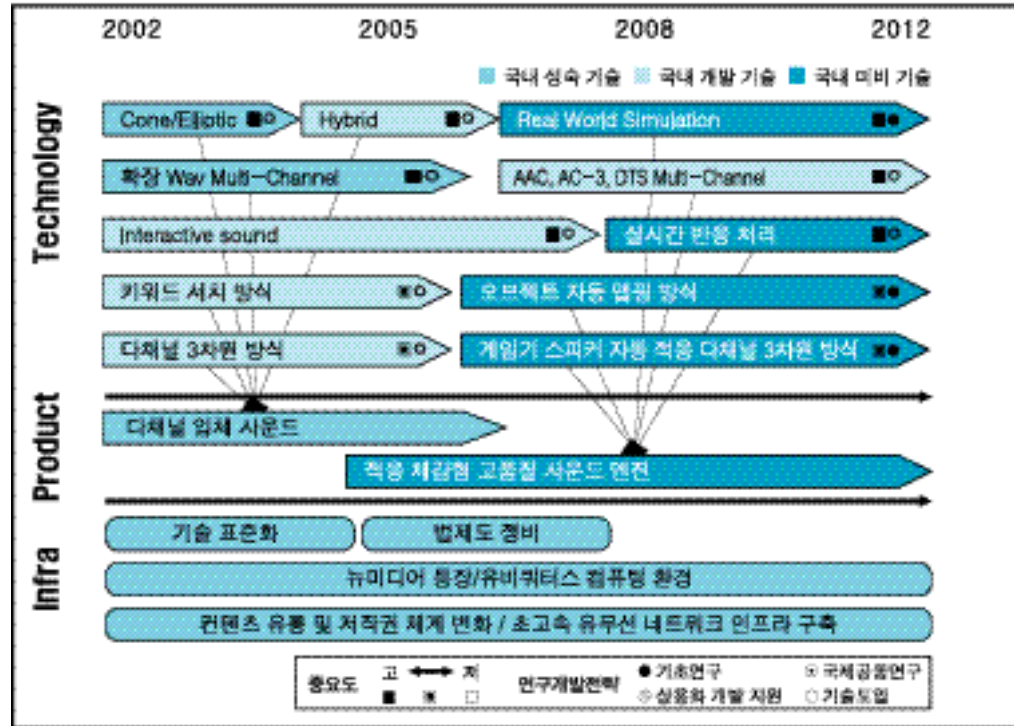 2002 2005 2008 2012
국내 성숙 기술 국내 개발 기술 국내 미비 기술
Technology
Cone/Elliptic Hybrid Real World Simulation
확장 Wav Multi-Channel AAC, AC-3, DTS Multi-Channel
Interactive sound 실시간 반응 처리
키워드 서치 방식 오브젝트 자동 맵핑 방식
다채널 3차원 방식 게임기 스피커 자동 적응 다채널 3차원 방식
Product
다채널 입체 사운드
적응 체감형 고품질 사운드 엔진
Infra
기술 표준화 법제도 정비
뉴미디어 등장/유비쿼터스 컴퓨팅 환경
컨텐츠 유통 및 저작권 체계 변화 / 초고속 유무선 네트워크 인프라 구축
중요도 고 저 연구개발전략 기초연구 국제공동연구
상용화 개발 지원 기술도입